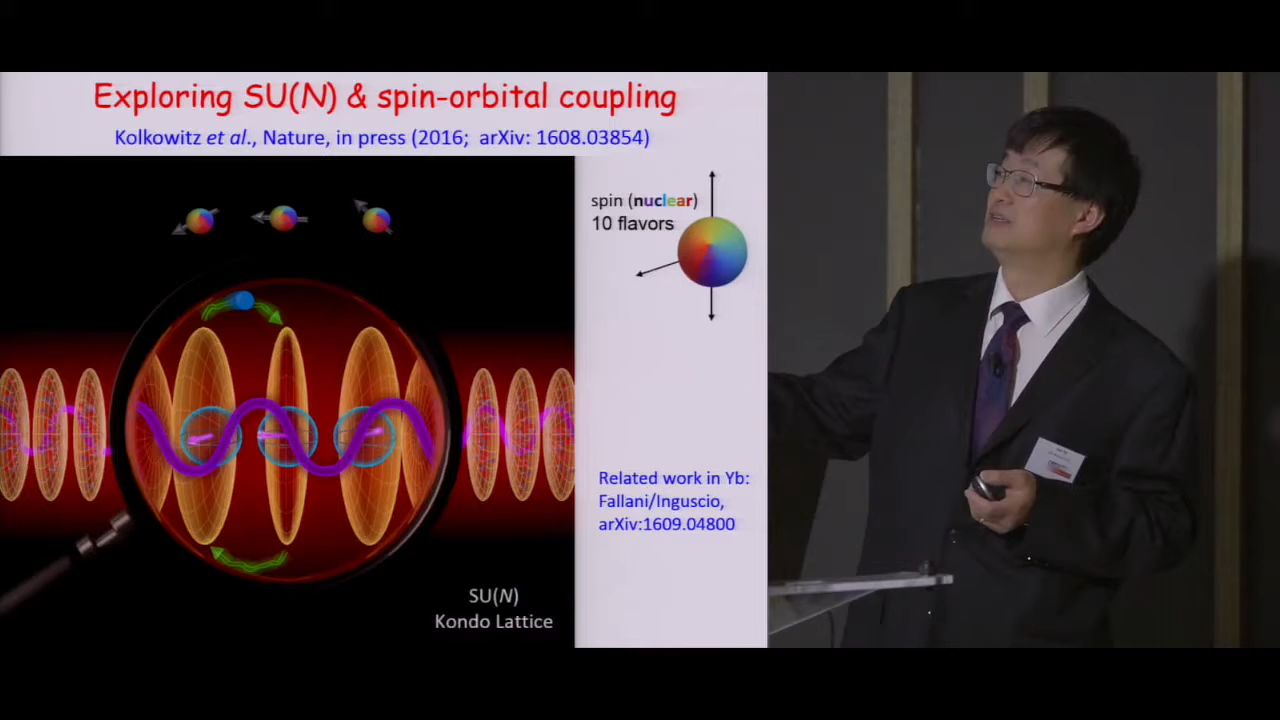 Exploring SU(N) & spin-orbital coupling
Kolkowitz et al., Nature, in press (2016; arXiv: 1608.03854)
spin (nuclear)
10 flavors
Related work in Yb:
Fallani/Inguscio,
arXiv:1609.04800
SU(N)
Kondo Lattice